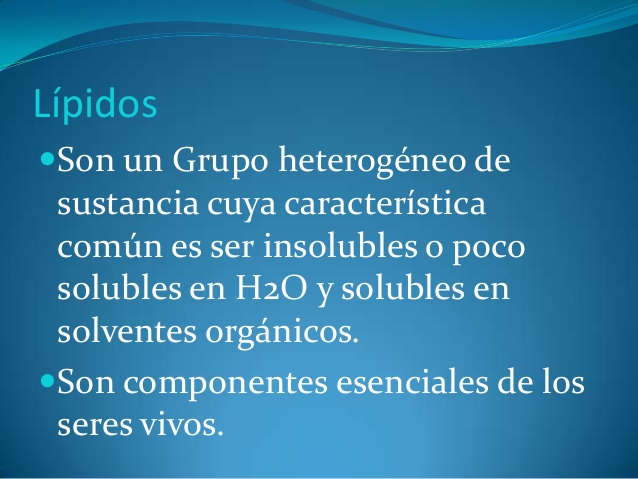 Lípidos
•Son un Grupo heterogéneo de
sustancia cuya característica
común es ser insolubles o poco
solubles en H2O y solubles en
solventes orgánicos.
•Son componentes esenciales de los
seres vivos.